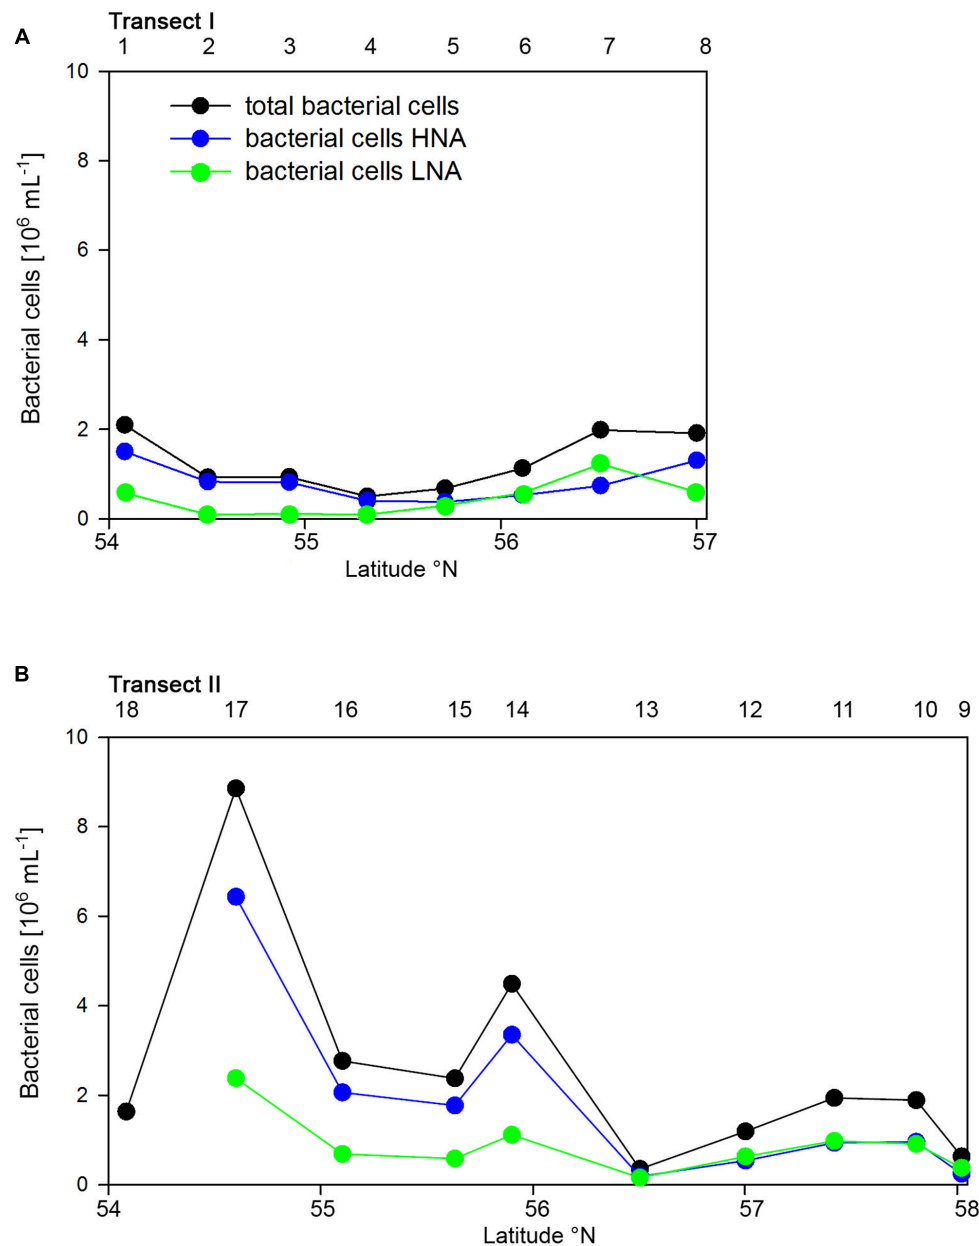 A
Transect I
1 2 3 4 5 6 7 8
10
8
6
4
2
0
Bacterial cells [10⁶ mL⁻¹]
total bacterial cells
bacterial cells HNA
bacterial cells LNA
54 55 56 57
Latitude °N
B
Transect II
18 17 16 15 14 13 12 11 10 9
10
8
6
4
2
0
Bacterial cells [10⁶ mL⁻¹]
54 55 56 57 58
Latitude °N